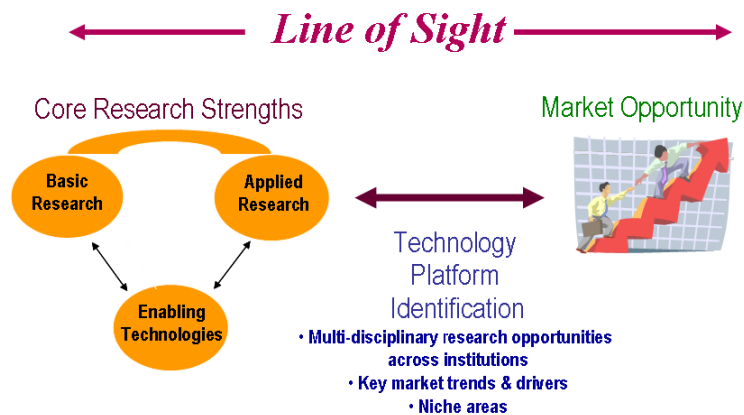 Line of Sight
Core Research Strengths
Market Opportunity
Basic
Research
Applied
Research
Enabling
Technologies
Technology
Platform
Identification
• Multi-disciplinary research opportunities
across institutions
• Key market trends & drivers
• Niche areas